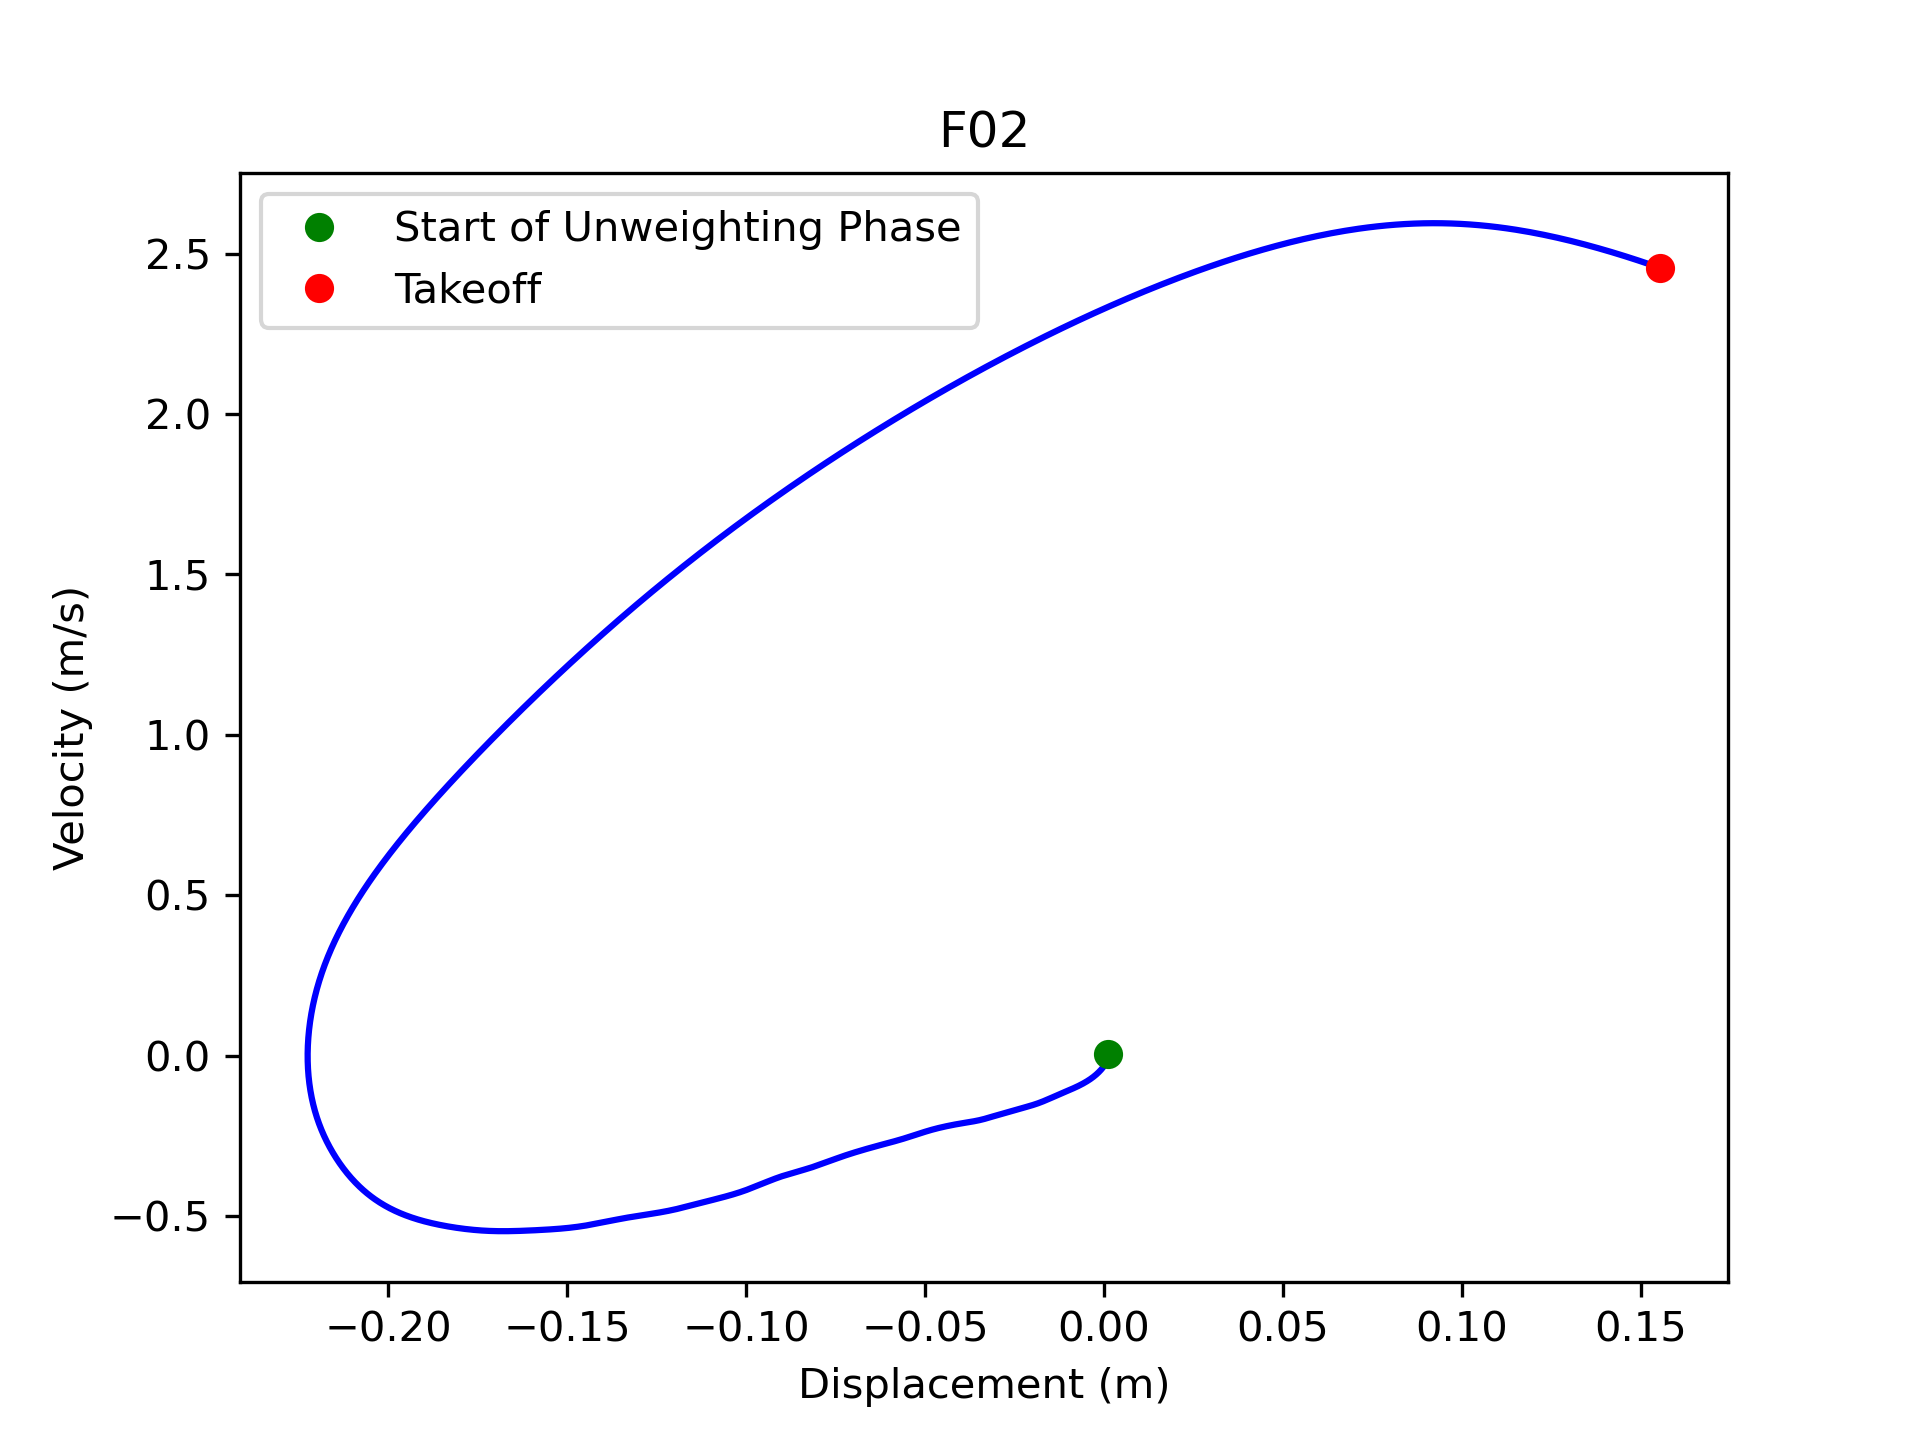 F02
Start of Unweighting Phase
Takeoff
2.5
2.0
1.5
1.0
0.5
0.0
−0.5
Velocity (m/s)
−0.20 −0.15 −0.10 −0.05 0.00 0.05 0.10 0.15
Displacement (m)